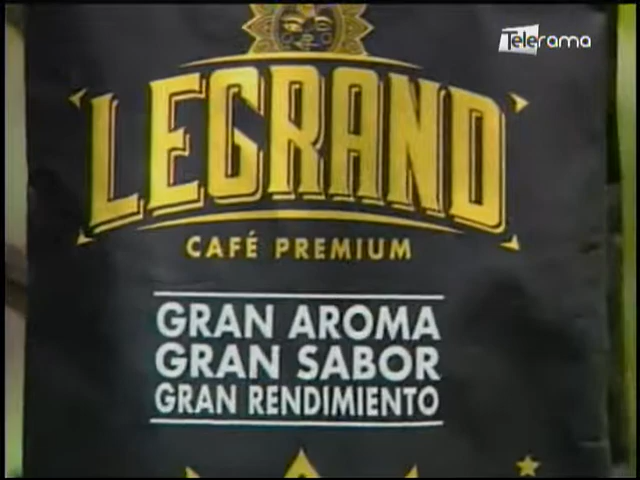 Telerama
LEGRAND
CAFÉ PREMIUM
GRAN AROMA
GRAN SABOR
GRAN RENDIMIENTO